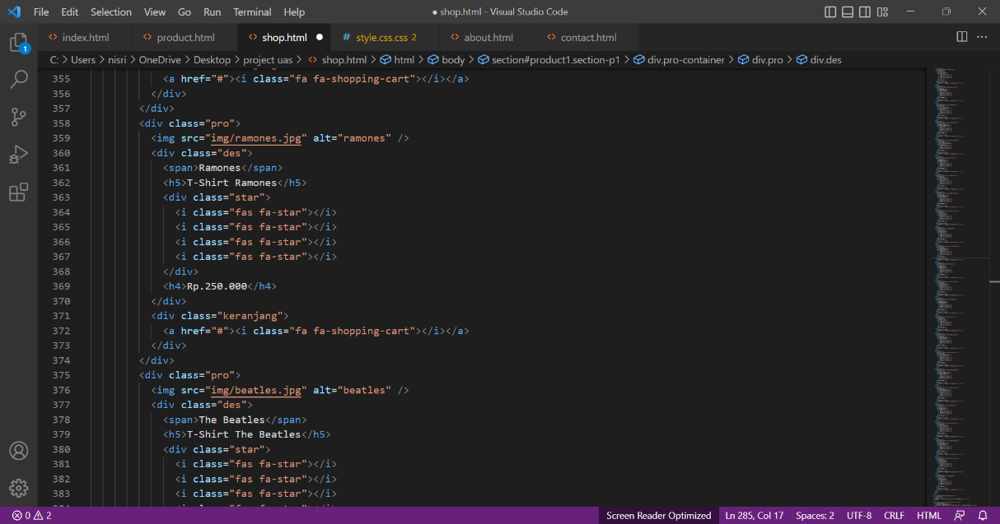 File Edit Selection View Go Run Terminal Help ● shop.html - Visual Studio Code
<> index.html <> product.html <> shop.html ● # style.css.css 2 <> about.html <> contact.html ···
C: > Users > nisri > OneDrive > Desktop > project uas > <> shop.html > html > body > section#product1.section-p1 > div.pro-container > div.pro > div.des
1
355 <a href="#"><i class="fa fa-shopping-cart"></i></a>
356 </div>
357 </div>
358 <div class="pro">
359 <img src="img/ramones.jpg" alt="ramones" />
360 <div class="des">
361 <span>Ramones</span>
362 <h5>T-Shirt Ramones</h5>
363 <div class="star">
364 <i class="fas fa-star"></i>
365 <i class="fas fa-star"></i>
366 <i class="fas fa-star"></i>
367 <i class="fas fa-star"></i>
368 </div>
369 <h4>Rp.250.000</h4>
370 </div>
371 <div class="keranjang">
372 <a href="#"><i class="fa fa-shopping-cart"></i></a>
373 </div>
374 </div>
375 <div class="pro">
376 <img src="img/beatles.jpg" alt="beatles" />
377 <div class="des">
378 <span>The Beatles</span>
379 <h5>T-Shirt The Beatles</h5>
380 <div class="star">
381 <i class="fas fa-star"></i>
382 <i class="fas fa-star"></i>
383 <i class="fas fa-star"></i>
0 2 Screen Reader Optimized Ln 285, Col 17 Spaces: 2 UTF-8 CRLF HTML